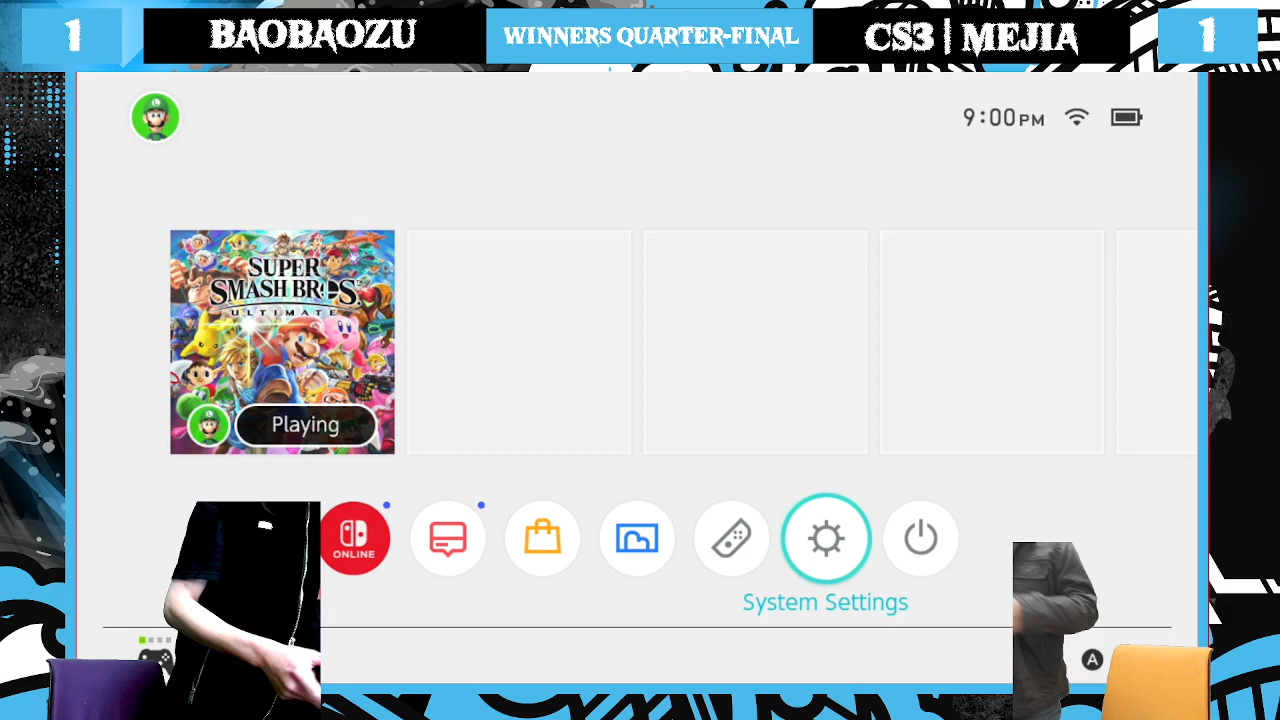 1
BAOBAOZU
WINNERS QUARTER-FINAL
CS3 | MEJIA
1
9:00PM
SUPER
SMASH BROS.
ULTIMATE
Playing
ONLINE
System Settings
A